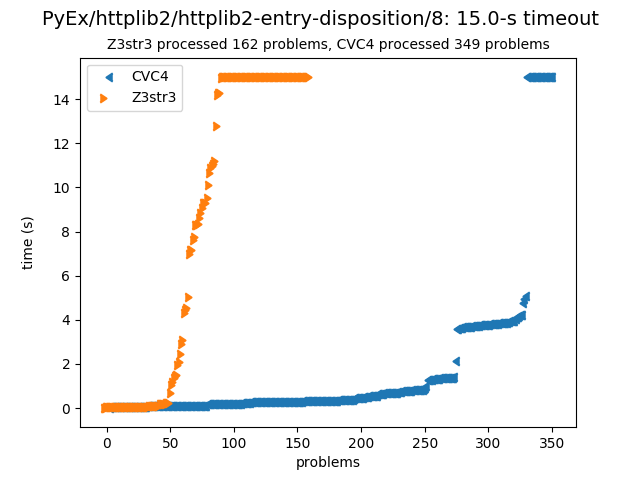 PyEx/httplib2/httplib2-entry-disposition/8: 15.0-s timeout
Z3str3 processed 162 problems, CVC4 processed 349 problems
CVC4
Z3str3
14
12
10
8
6
4
2
0
time (s)
0 50 100 150 200 250 300 350
problems